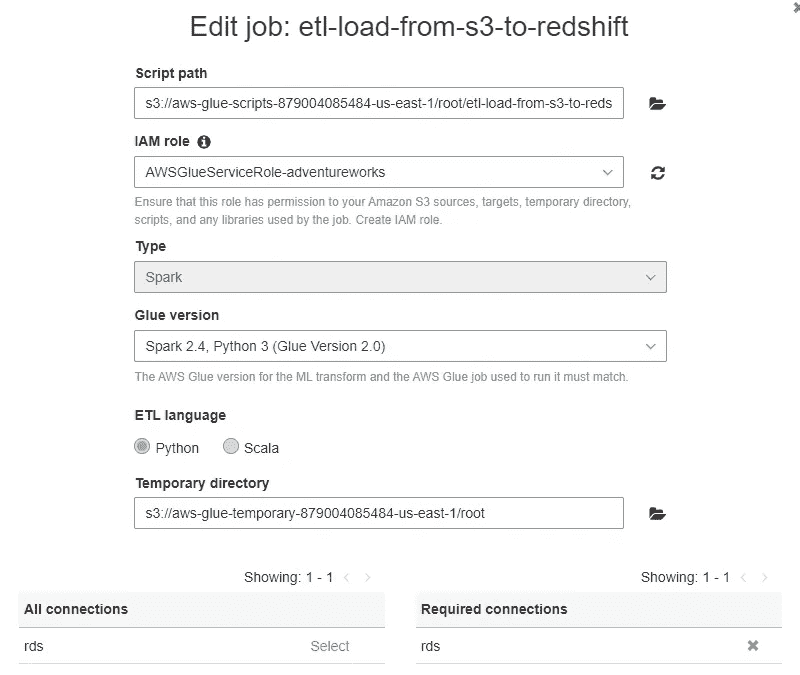 Edit job: etl-load-from-s3-to-redshift
Script path
s3://aws-glue-scripts-879004085484-us-east-1/root/etl-load-from-s3-to-reds
IAM role
AWSGlueServiceRole-adventureworks
Ensure that this role has permission to your Amazon S3 sources, targets, temporary directory,
scripts, and any libraries used by the job. Create IAM role.
Type
Spark
Glue version
Spark 2.4, Python 3 (Glue Version 2.0)
The AWS Glue version for the ML transform and the AWS Glue job used to run it must match.
ETL language
Python Scala
Temporary directory
s3://aws-glue-temporary-879004085484-us-east-1/root
Showing: 1 - 1
All connections
rds Select
Showing: 1 - 1
Required connections
rds